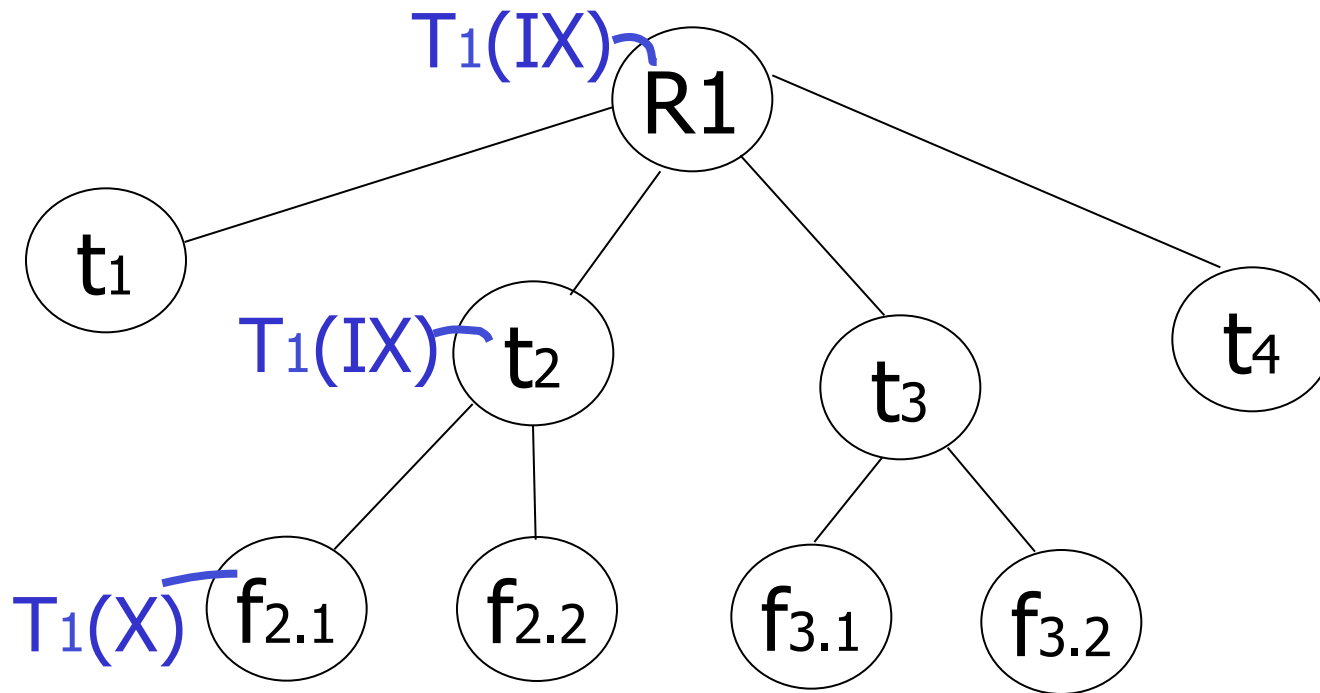 T1(IX)
R1
t1
T1(IX)
t2
t3
t4
T1(X)
f2.1
f2.2
f3.1
f3.2